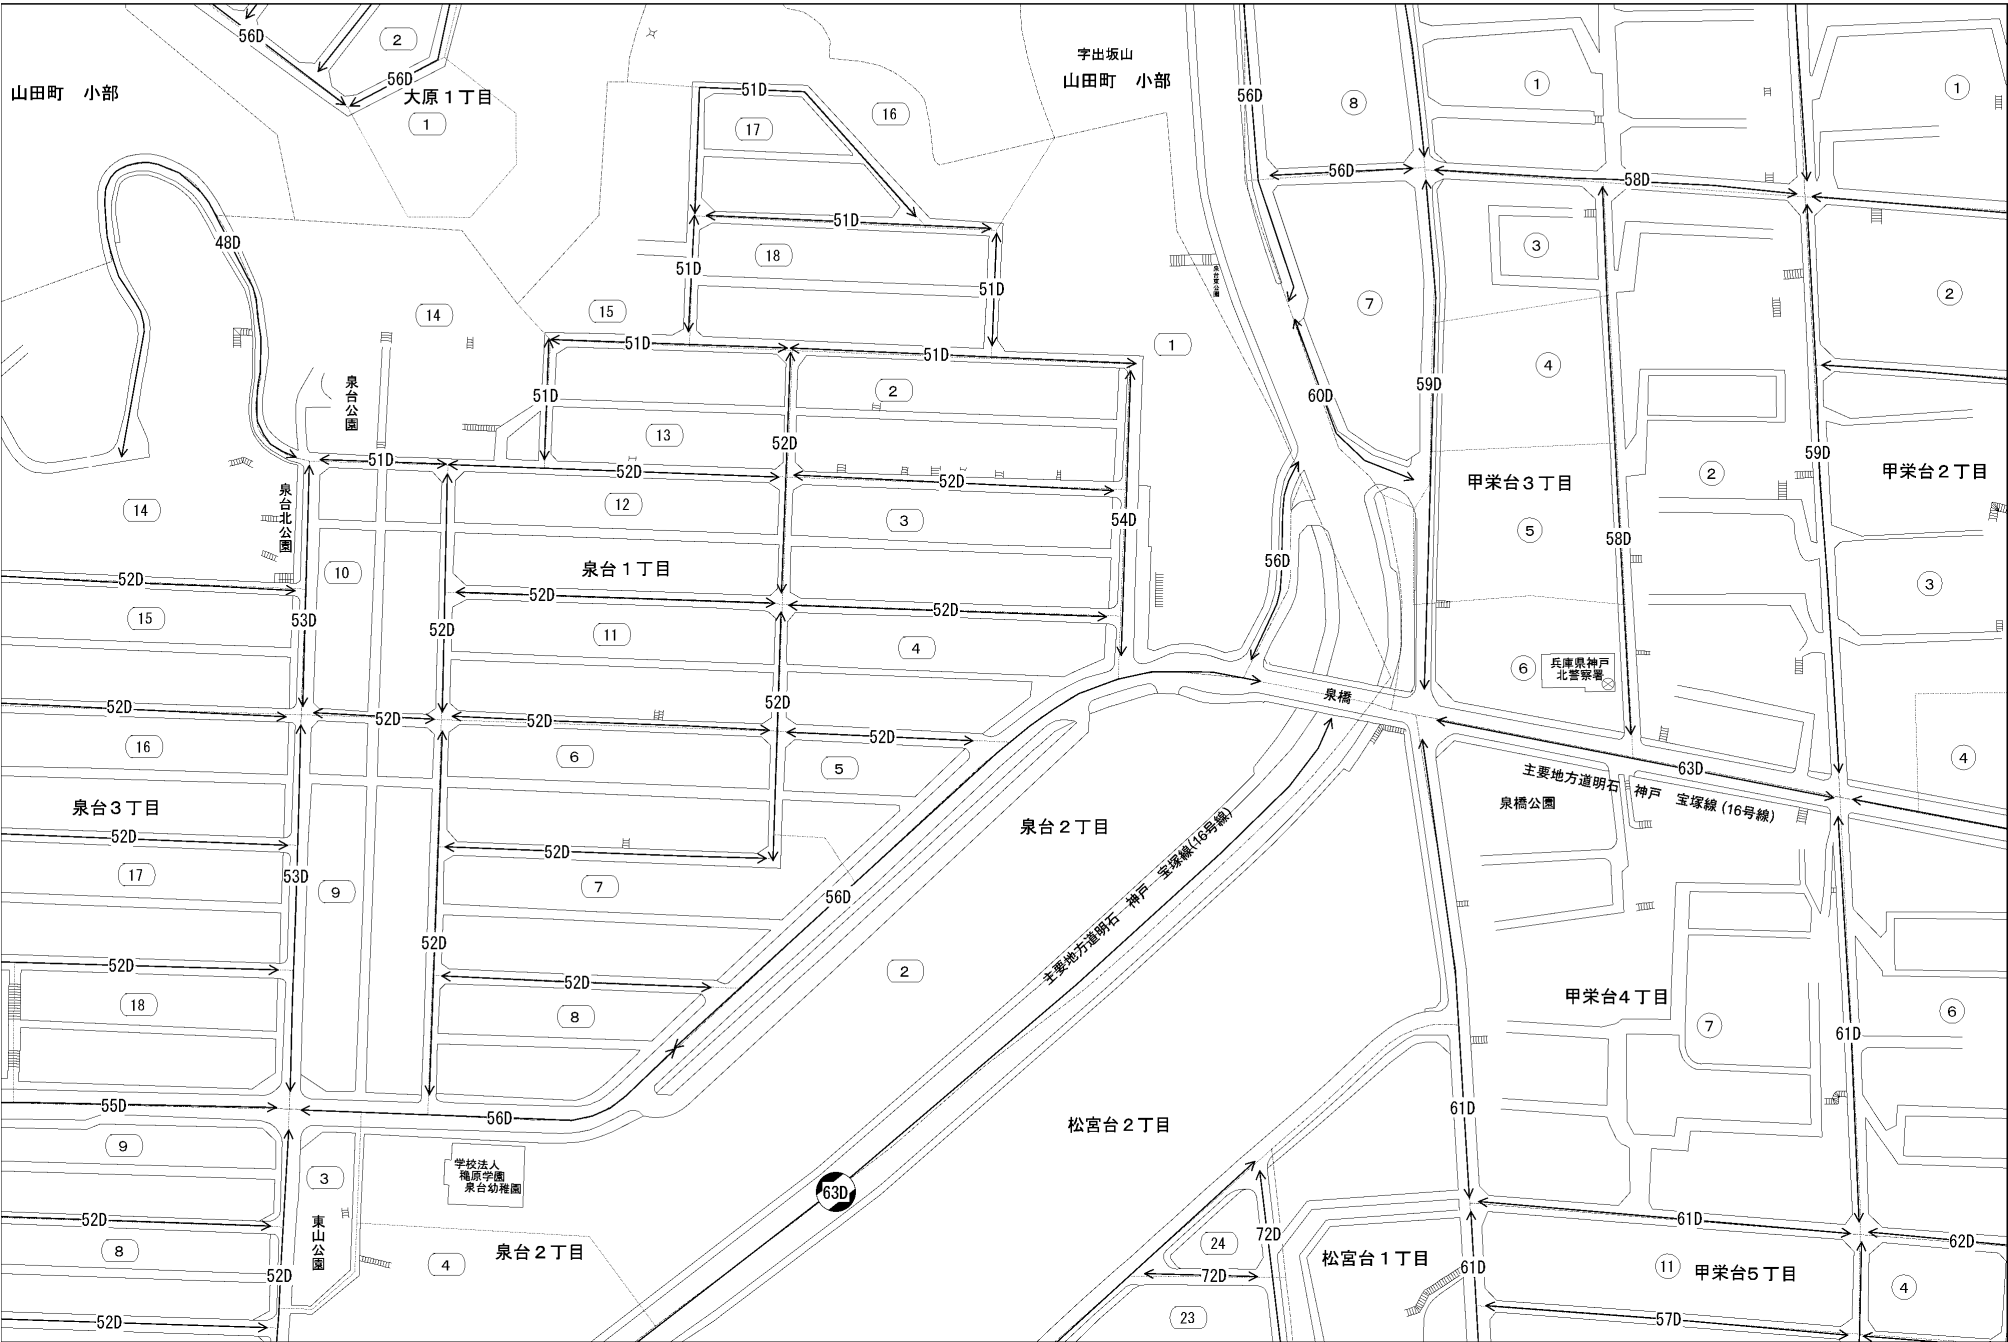 56D
2
56D
山田町　小部
大原１丁目
1
字出坂山
山田町　小部
51D
17
16
56D
8
1
1
56D
58D
51D
48D
18
51D
51D
3
2
7
泉台東公園
14
15
51D
51D
1
4
泉台公園
51D
2
60D
59D
13
52D
51D
52D
52D
59D
甲栄台３丁目
2
甲栄台２丁目
泉台北公園
14
12
3
54D
5
58D
10
泉台１丁目
56D
52D
52D
52D
3
15
53D
52D
11
4
6
兵庫県神戸
北警察署
52D
52D
52D
52D
52D
泉橋
16
6
5
4
63D
主要地方道明石　神戸　宝塚線(16号線)
泉橋公園
泉台３丁目
泉台２丁目
52D
52D
17
53D
9
7
56D
主要地方道明石　神戸　宝塚線(16号線)
52D
52D
52D
2
18
8
甲栄台４丁目
7
6
61D
55D
56D
61D
松宮台２丁目
9
3
学校法人
穐原学園
泉台幼稚園
63D
52D
東山公園
泉台２丁目
8
4
52D
52D
72D
24
72D
23
松宮台１丁目
61D
61D
62D
11
甲栄台５丁目
4
57D